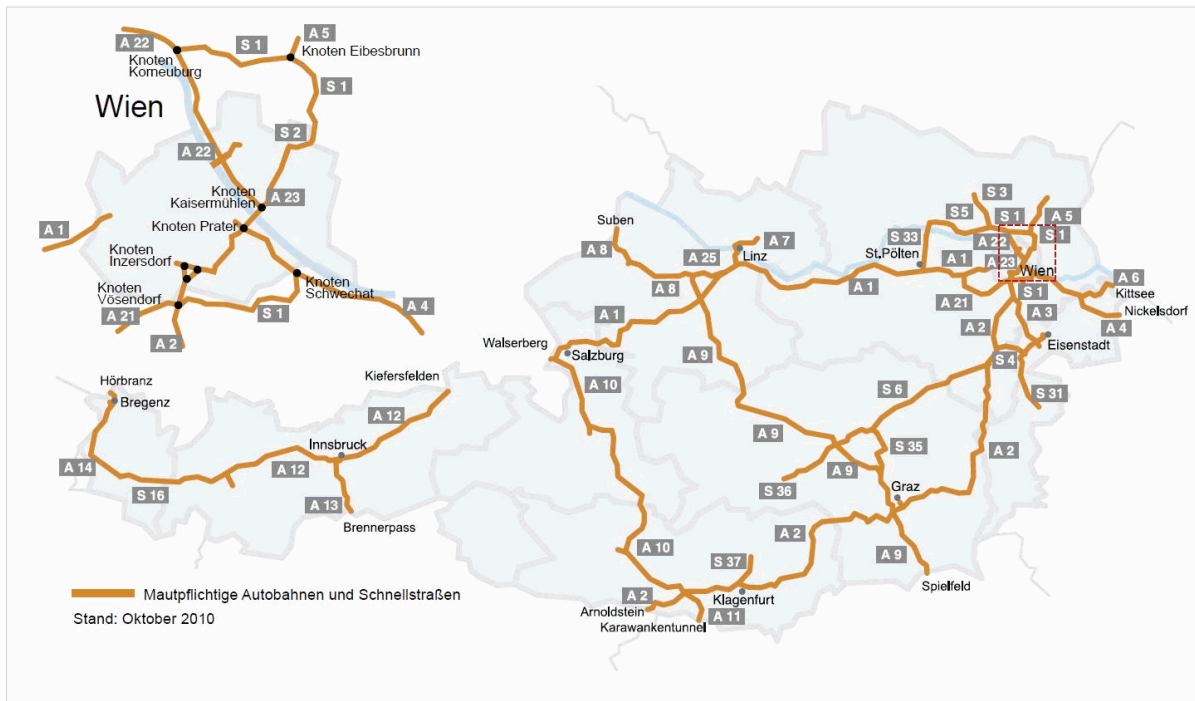 A 22
S 1
A 5
Knoten
Korneuburg
Knoten Eibesbrunn
S 1
Wien
S 2
A 22
Knoten
Kaisermühlen
A 23
A 1
Knoten Prater
Knoten
Inzersdorf
Knoten
Vösendorf
Knoten
Schwechat
A 21
S 1
A 4
A 2
Hörbranz
Bregenz
Kiefersfelden
A 12
Innsbruck
A 14
A 12
S 16
A 13
Brennerpass
Suben
A 8
A 7
Linz
A 25
A 8
A 1
Walserberg
Salzburg
A 10
A 9
A 1
St.Pölten
S 33
S 5
S 3
S 1
A 5
A 22
S 1
A 1
A 23
Wien
A 6
Kittsee
A 21
S 1
Nickelsdorf
A 2
A 3
A 4
Eisenstadt
S 4
S 6
S 31
A 9
S 35
A 2
A 9
S 36
Graz
A 2
A 9
Spielfeld
A 10
S 37
A 2
Klagenfurt
Arnoldstein
A 11
Karawankentunnel
Mautpflichtige Autobahnen und Schnellstraßen
Stand: Oktober 2010